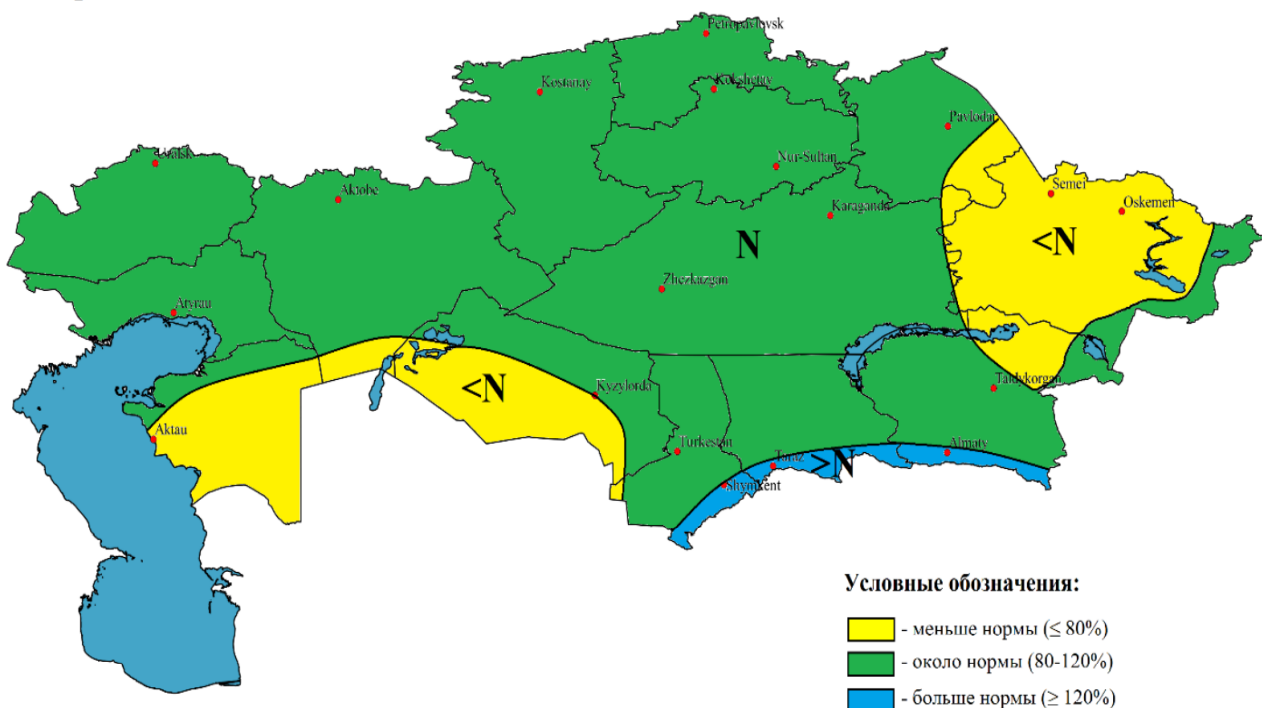 Petropavlovsk
Kostanay
Kokshetav
Pavlodar
Uralsk
Nur-Sultan
Aktobe
Semei
Karaganda
Oskemen
N
<N
Zhezkazgan
Atyrau
<N
Kyzylorda
Taldykorgan
Aktau
Turkestan
Almaty
Taraz
>N
Shymkent
Условные обозначения:
- меньше нормы (≤ 80%)
- около нормы (80-120%)
- больше нормы (≥ 120%)